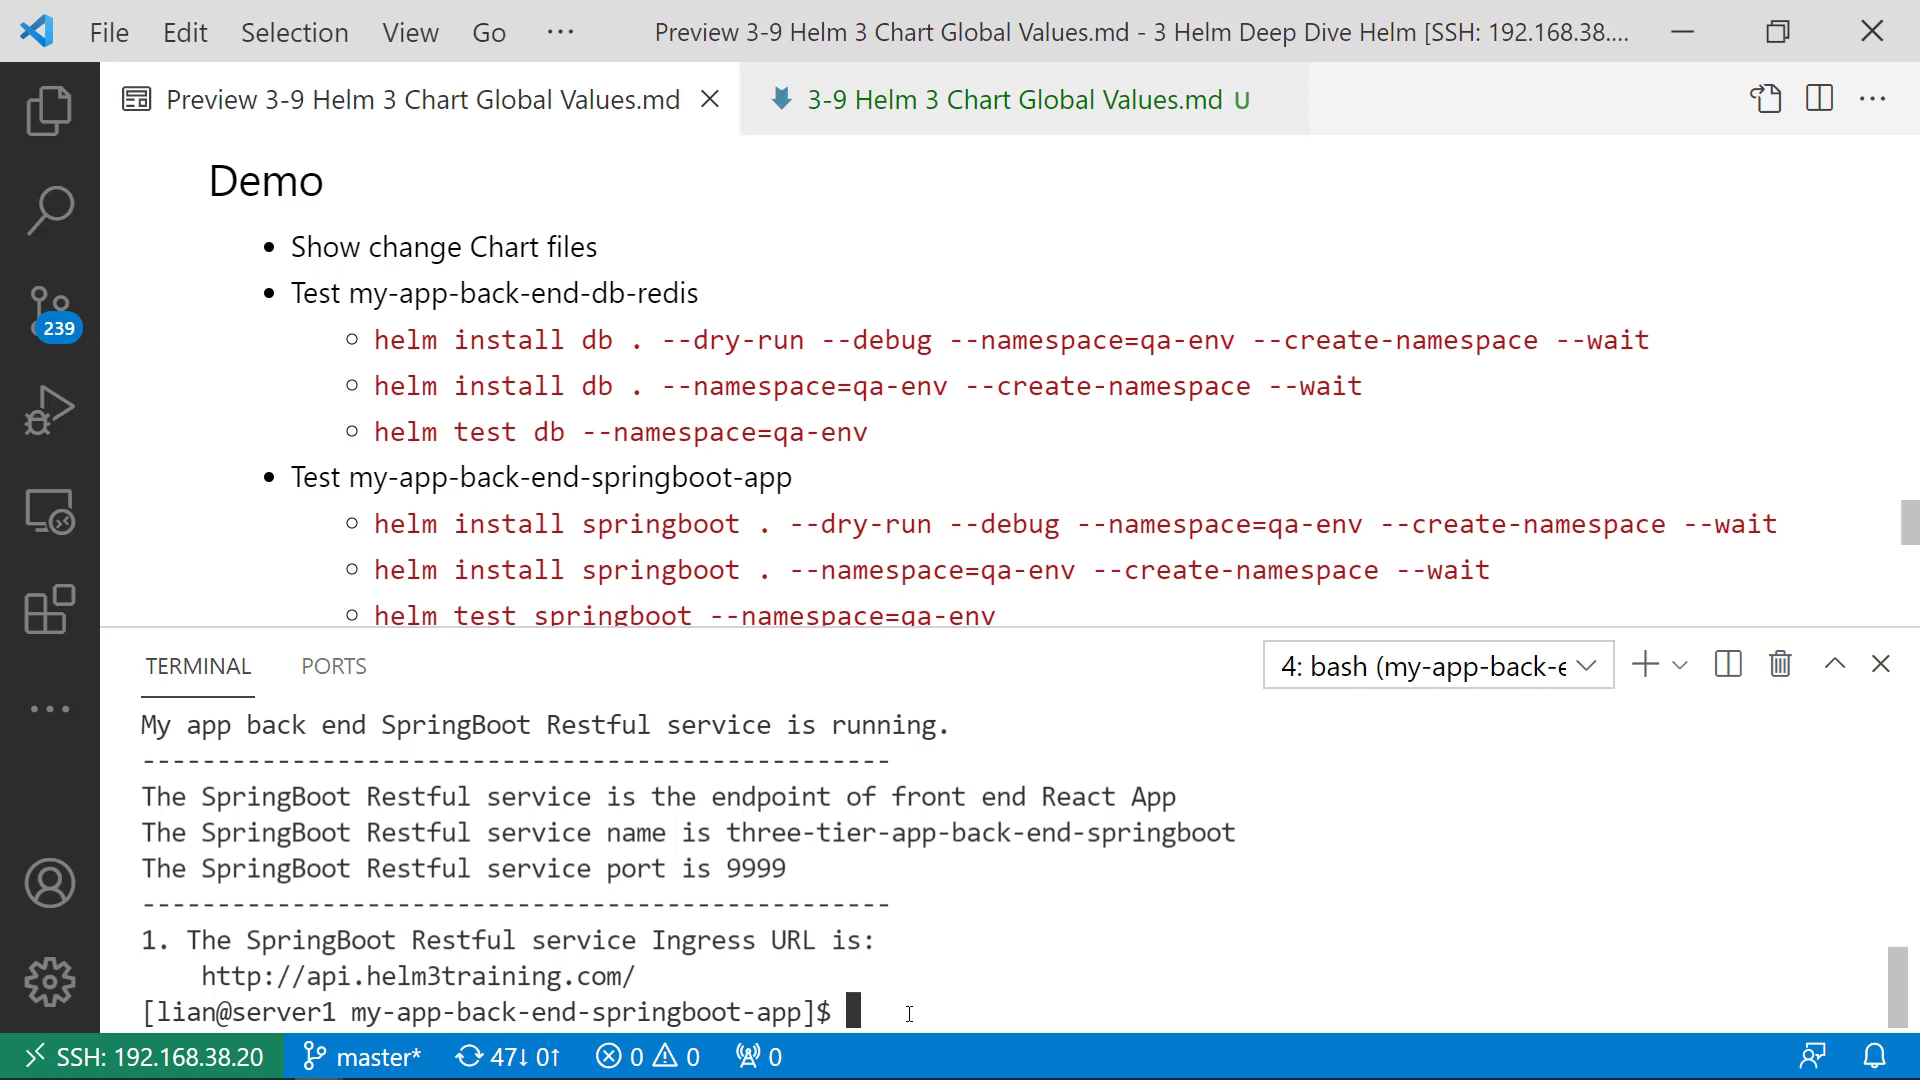 File Edit Selection View Go ··· Preview 3-9 Helm 3 Chart Global Values.md - 3 Helm Deep Dive Helm [SSH: 192.168.38....
Preview 3-9 Helm 3 Chart Global Values.md
3-9 Helm 3 Chart Global Values.md U
239
Demo
• Show change Chart files
• Test my-app-back-end-db-redis
◦ helm install db . --dry-run --debug --namespace=qa-env --create-namespace --wait
◦ helm install db . --namespace=qa-env --create-namespace --wait
◦ helm test db --namespace=qa-env
• Test my-app-back-end-springboot-app
◦ helm install springboot . --dry-run --debug --namespace=qa-env --create-namespace --wait
◦ helm install springboot . --namespace=qa-env --create-namespace --wait
◦ helm test springboot --namespace=qa-env
TERMINAL PORTS 4: bash (my-app-back-e
My app back end SpringBoot Restful service is running.
--------------------------------------------------
The SpringBoot Restful service is the endpoint of front end React App
The SpringBoot Restful service name is three-tier-app-back-end-springboot
The SpringBoot Restful service port is 9999
--------------------------------------------------
1. The SpringBoot Restful service Ingress URL is:
http://api.helm3training.com/
[lian@server1 my-app-back-end-springboot-app]$
SSH: 192.168.38.20 master* 47↓ 0↑ 0 0 0